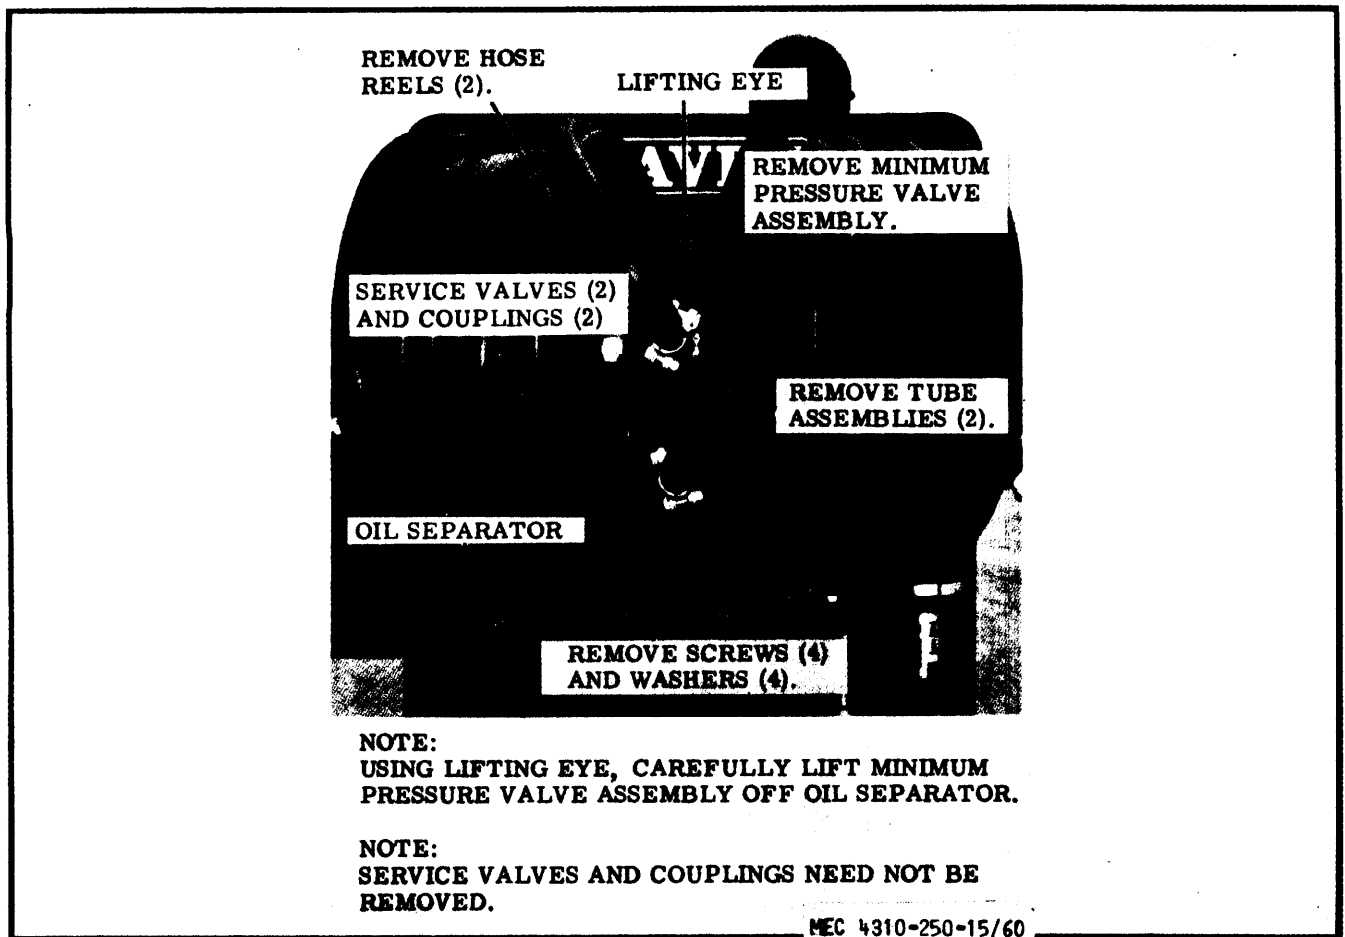 REMOVE HOSE
REELS (2).
LIFTING EYE
REMOVE MINIMUM
PRESSURE VALVE
ASSEMBLY.
SERVICE VALVES (2)
AND COUPLINGS (2)
REMOVE TUBE
ASSEMBLIES (2).
OIL SEPARATOR
REMOVE SCREWS (4)
AND WASHERS (4).
NOTE:
USING LIFTING EYE, CAREFULLY LIFT MINIMUM
PRESSURE VALVE ASSEMBLY OFF OIL SEPARATOR.
NOTE:
SERVICE VALVES AND COUPLINGS NEED NOT BE
REMOVED.
MEC 4310-250-15/60